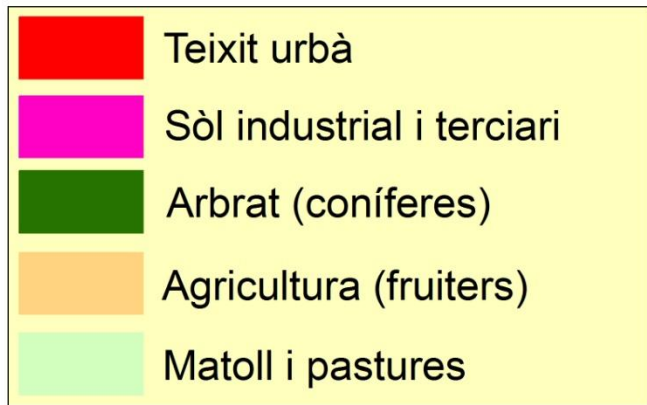 Teixit urbà
Sòl industrial i terciari
Arbrat (coníferes)
Agricultura (fruiters)
Matoll i pastures